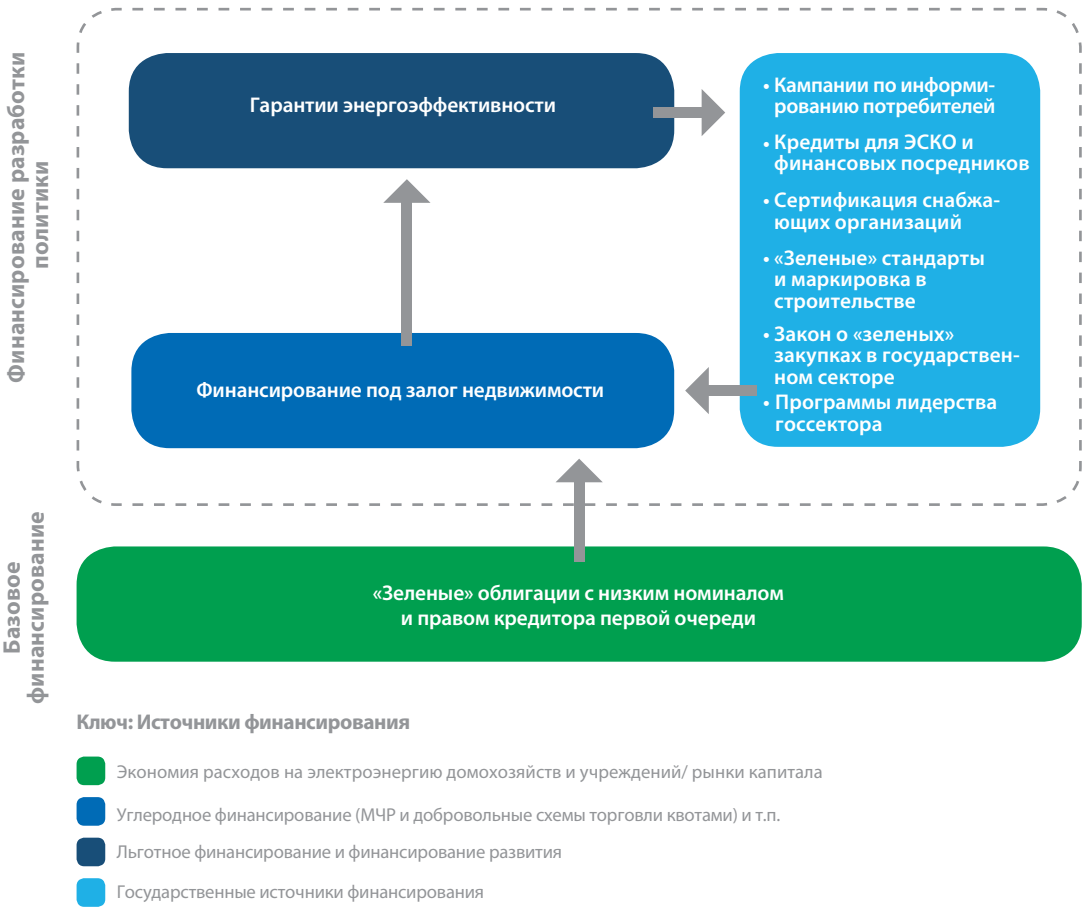 Финансирование разработки
политики
Гарантии энергоэффективности
• Кампании по информи-
рованию потребителей
• Кредиты для ЭСКО и
финансовых посредников
• Сертификация снабжа-
ющих организаций
• «Зеленые» стандарты
и маркировка в
строительстве
• Закон о «зеленых»
закупках в государствен-
ном секторе
• Программы лидерства
госсектора
Финансирование под залог недвижимости
Базовое
финансирование
«Зеленые» облигации с низким номиналом
и правом кредитора первой очереди
Ключ: Источники финансирования
Экономия расходов на электроэнергию домохозяйств и учреждений/ рынки капитала
Углеродное финансирование (МЧР и добровольные схемы торговли квотами) и т.п.
Льготное финансирование и финансирование развития
Государственные источники финансирования